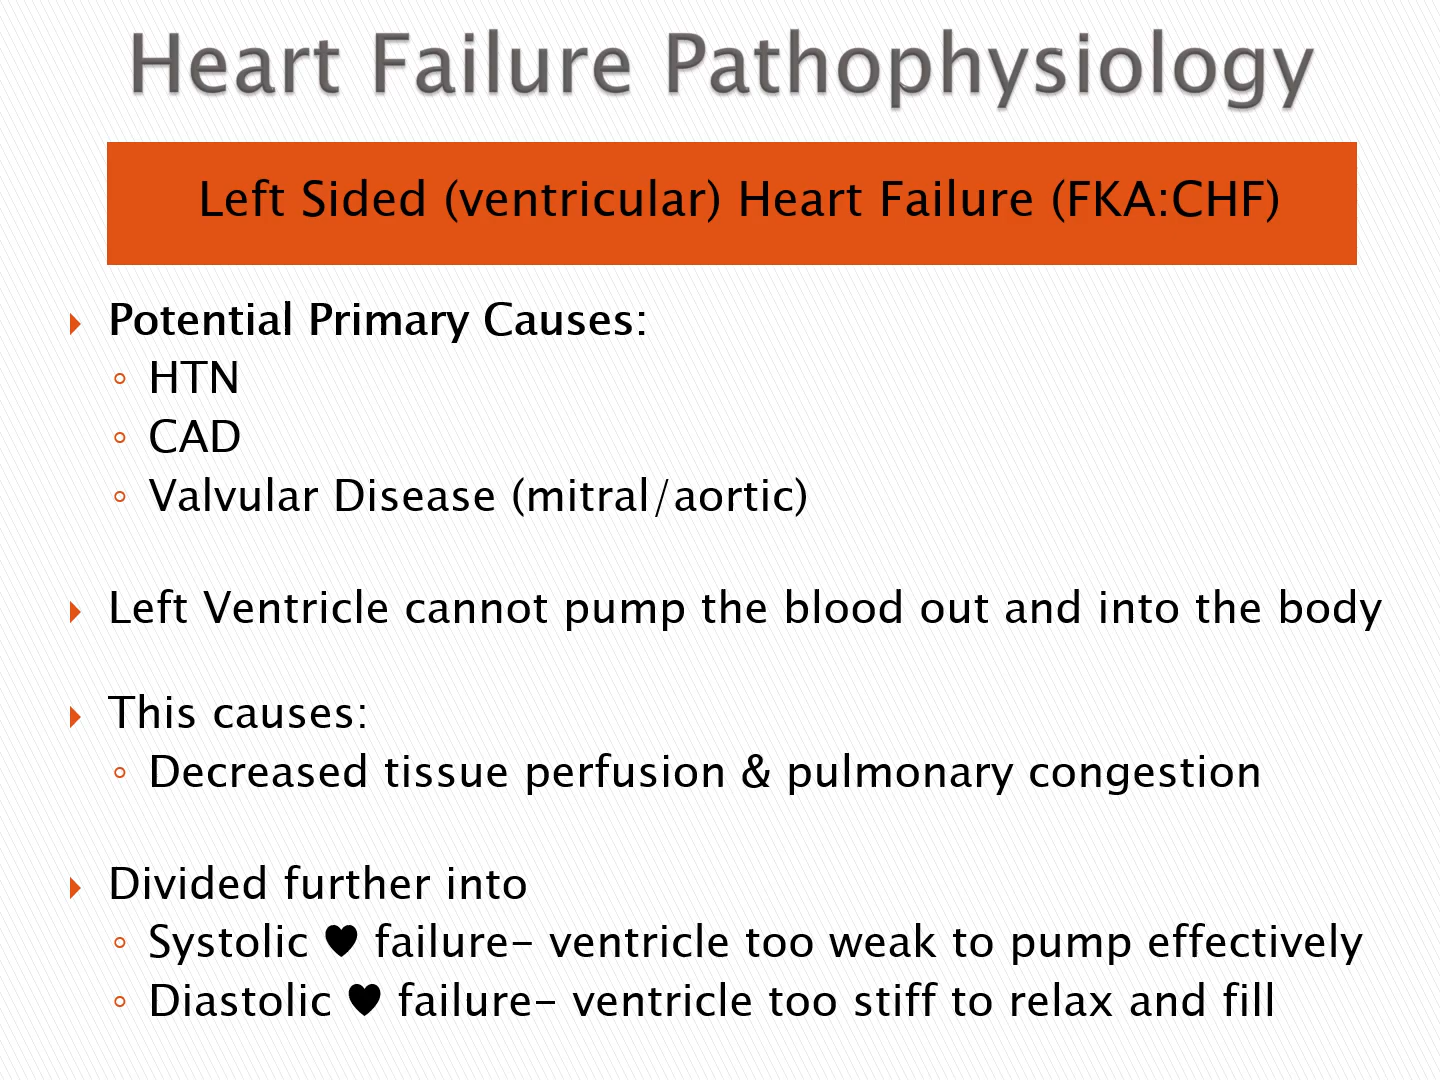 Heart Failure Pathophysiology
Left Sided (ventricular) Heart Failure (FKA:CHF)
Potential Primary Causes:
HTN
CAD
Valvular Disease (mitral/aortic)
Left Ventricle cannot pump the blood out and into the body
This causes:
Decreased tissue perfusion & pulmonary congestion
Divided further into
Systolic ♥ failure- ventricle too weak to pump effectively
Diastolic ♥ failure- ventricle too stiff to relax and fill